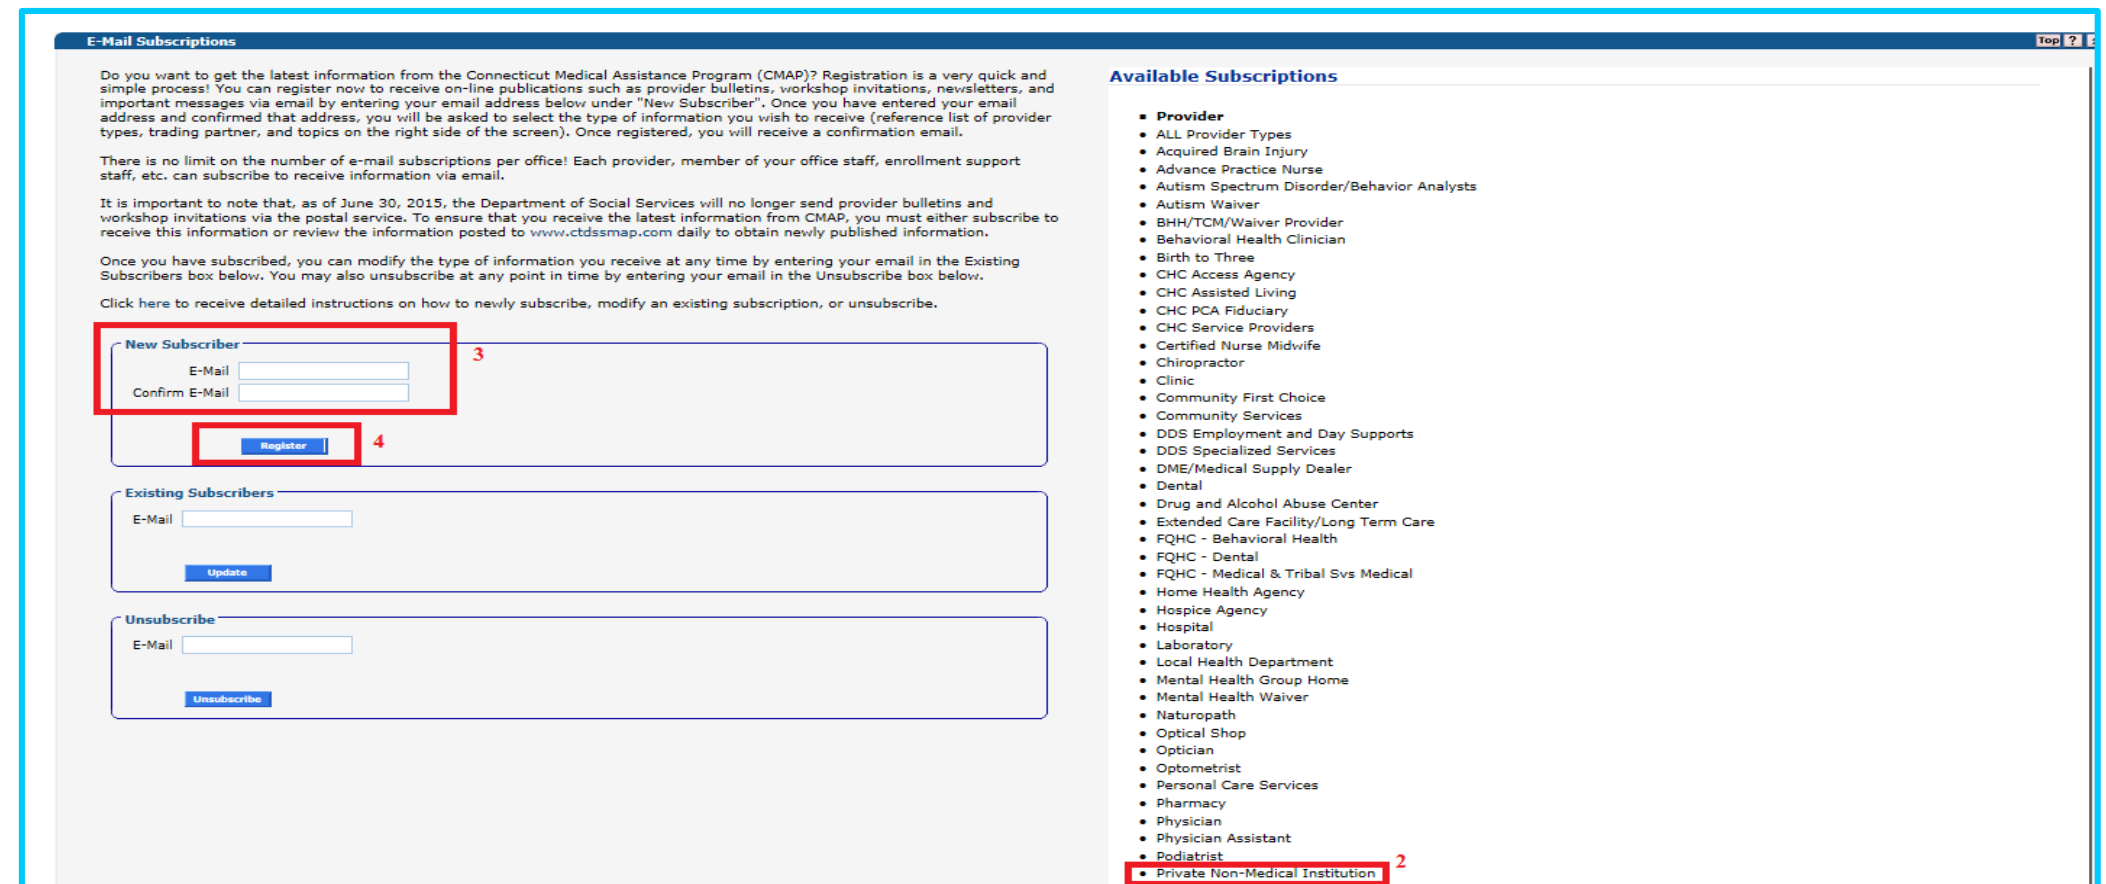 E-Mail Subscriptions
Top ?
Do you want to get the latest information from the Connecticut Medical Assistance Program (CMAP)? Registration is a very quick and
simple process! You can register now to receive on-line publications such as provider bulletins, workshop invitations, newsletters, and
important messages via email by entering your email address below under "New Subscriber". Once you have entered your email
address and confirmed that address, you will be asked to select the type of information you wish to receive (reference list of provider
types, trading partner, and topics on the right side of the screen). Once registered, you will receive a confirmation email.
There is no limit on the number of e-mail subscriptions per office! Each provider, member of your office staff, enrollment support
staff, etc. can subscribe to receive information via email.
It is important to note that, as of June 30, 2015, the Department of Social Services will no longer send provider bulletins and
workshop invitations via the postal service. To ensure that you receive the latest information from CMAP, you must either subscribe to
receive this information or review the information posted to www.ctdssmap.com daily to obtain newly published information.
Once you have subscribed, you can modify the type of information you receive at any time by entering your email in the Existing
Subscribers box below. You may also unsubscribe at any point in time by entering your email in the Unsubscribe box below.
Click here to receive detailed instructions on how to newly subscribe, modify an existing subscription, or unsubscribe.
New Subscriber
3
E-Mail
Confirm E-Mail
Register
4
Existing Subscribers
E-Mail
Update
Unsubscribe
E-Mail
Unsubscribe
Available Subscriptions
Provider
ALL Provider Types
Acquired Brain Injury
Advance Practice Nurse
Autism Spectrum Disorder/Behavior Analysts
Autism Waiver
BHH/TCM/Waiver Provider
Behavioral Health Clinician
Birth to Three
CHC Access Agency
CHC Assisted Living
CHC PCA Fiduciary
CHC Service Providers
Certified Nurse Midwife
Chiropractor
Clinic
Community First Choice
Community Services
DDS Employment and Day Supports
DDS Specialized Services
DME/Medical Supply Dealer
Dental
Drug and Alcohol Abuse Center
Extended Care Facility/Long Term Care
FQHC - Behavioral Health
FQHC - Dental
FQHC - Medical & Tribal Svs Medical
Home Health Agency
Hospice Agency
Hospital
Laboratory
Local Health Department
Mental Health Group Home
Mental Health Waiver
Naturopath
Optical Shop
Optician
Optometrist
Personal Care Services
Pharmacy
Physician
Physician Assistant
Podiatrist
2
Private Non-Medical Institution